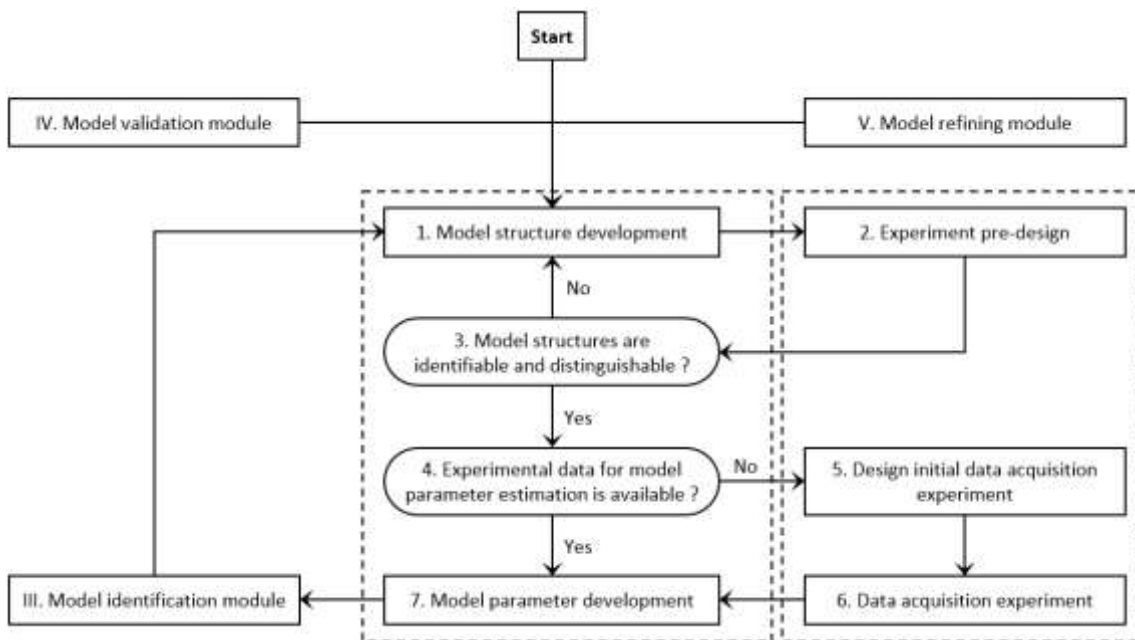 Start
IV. Model validation module
V. Model refining module
1. Model structure development
2. Experiment pre-design
No
3. Model structures are
identifiable and distinguishable ?
Yes
4. Experimental data for model
parameter estimation is available ?
No
5. Design initial data acquisition
experiment
Yes
III. Model identification module
7. Model parameter development
6. Data acquisition experiment